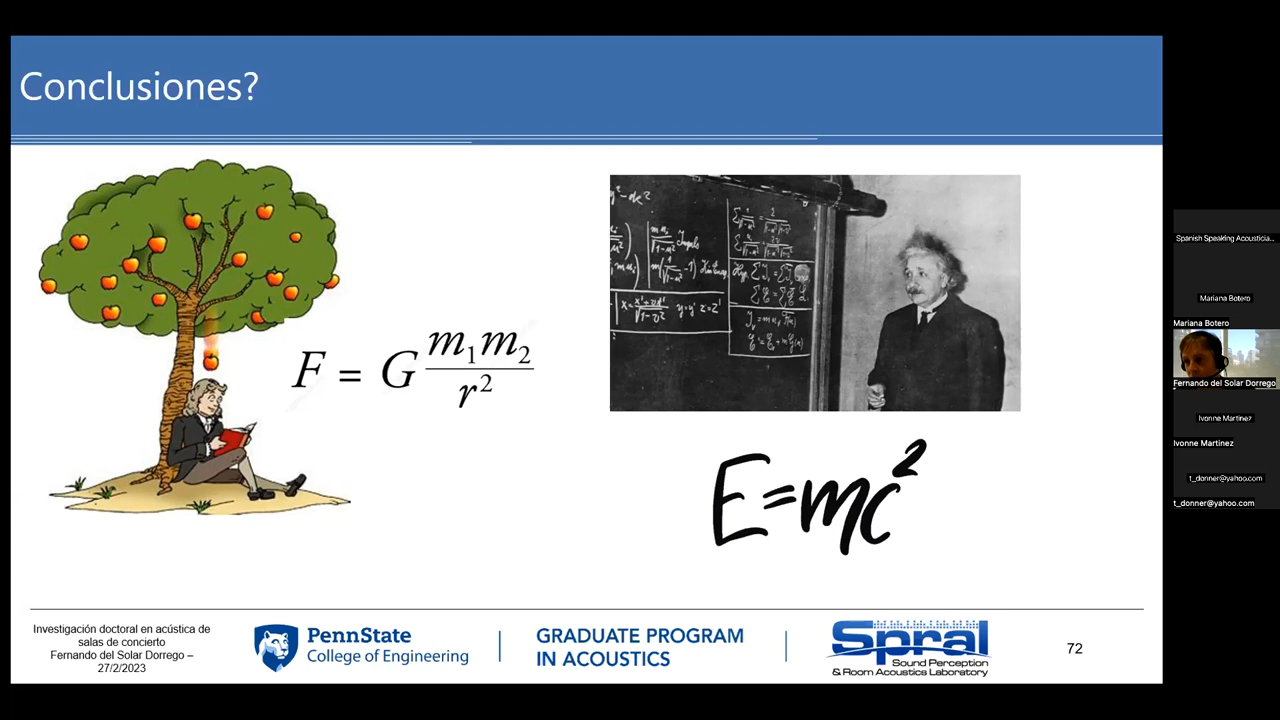 Conclusiones?
F = G m₁m₂ / r²
E=mc²
Investigación doctoral en acústica de
salas de concierto
Fernando del Solar Dorrego –
27/2/2023
PennState
College of Engineering
GRADUATE PROGRAM
IN ACOUSTICS
Spral
Sound Perception
& Room Acoustics Laboratory
72
Spanish Speaking Acousticia...
Mariana Botero
Mariana Botero
Fernando del Solar Dorrego
Ivonne Martinez
Ivonne Martinez
t_donner@yahoo.com
t_donner@yahoo.com